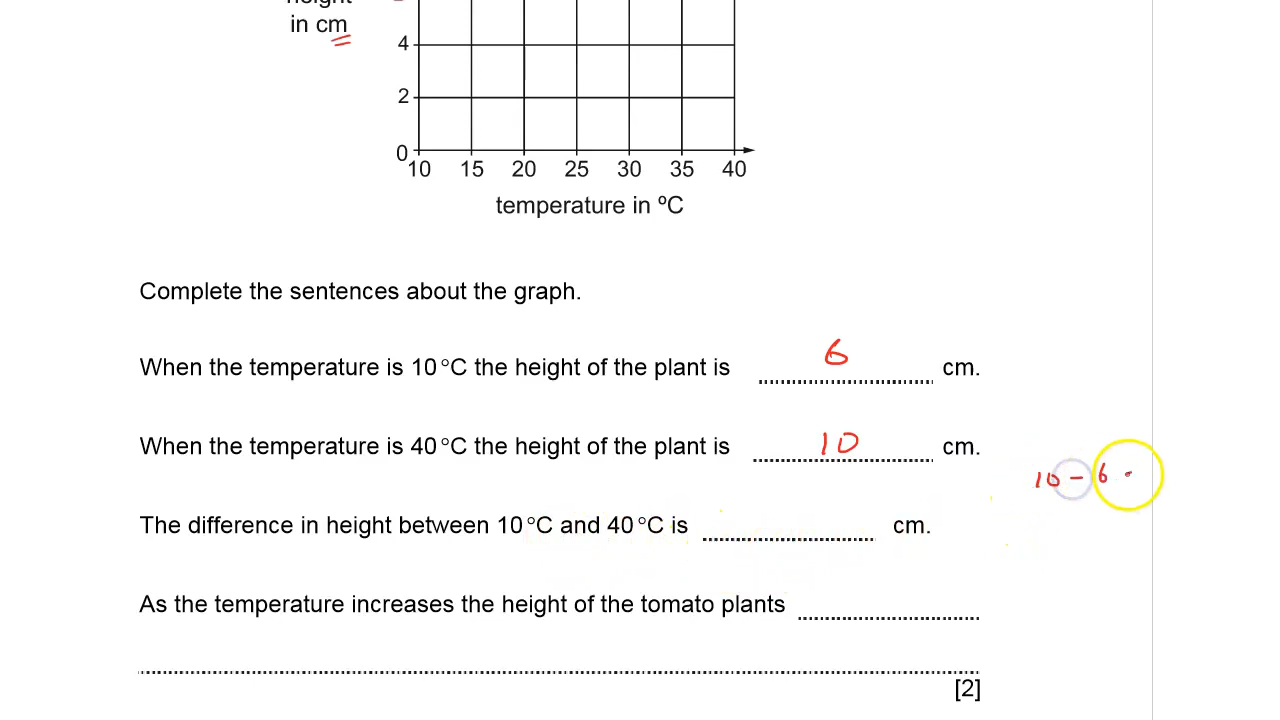 in cm
4
2
0
10 15 20 25 30 35 40
temperature in ºC
Complete the sentences about the graph.
When the temperature is 10°C the height of the plant is 6 cm.
When the temperature is 40°C the height of the plant is 10 cm.
10 - 6
The difference in height between 10°C and 40°C is cm.
As the temperature increases the height of the tomato plants
[2]